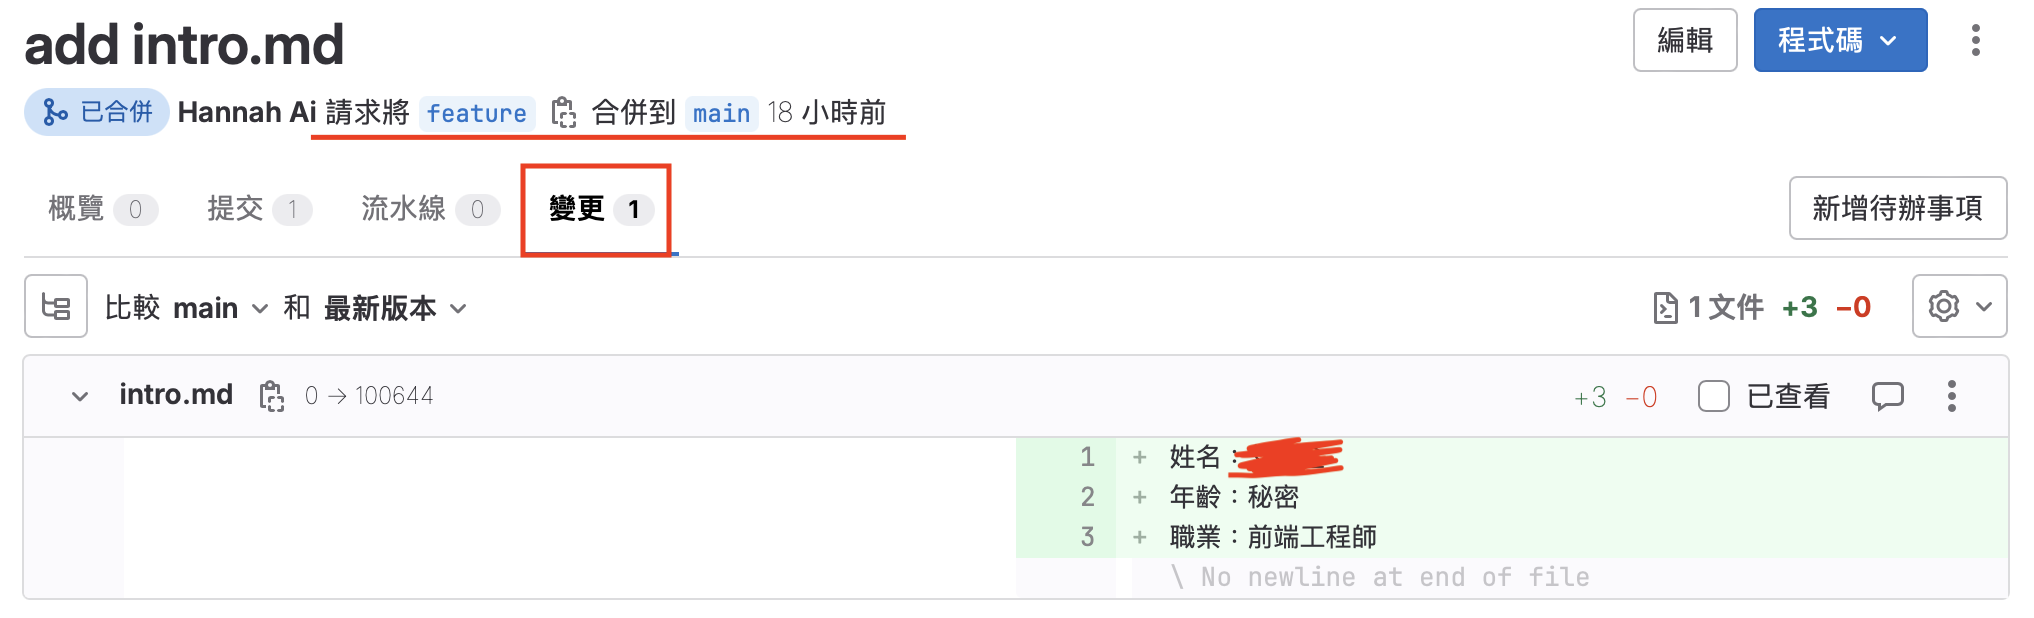 add intro.md
編輯
程式碼
已合併 Hannah Ai 請求將 feature 合併到 main 18 小時前
概覽 0 提交 1 流水線 0 變更 1
新增待辦事項
比較 main 和 最新版本
1 文件 +3 −0
intro.md 0 → 100644
+3 −0 已查看
1 + 姓名：
2 + 年齡：秘密
3 + 職業：前端工程師
\ No newline at end of file